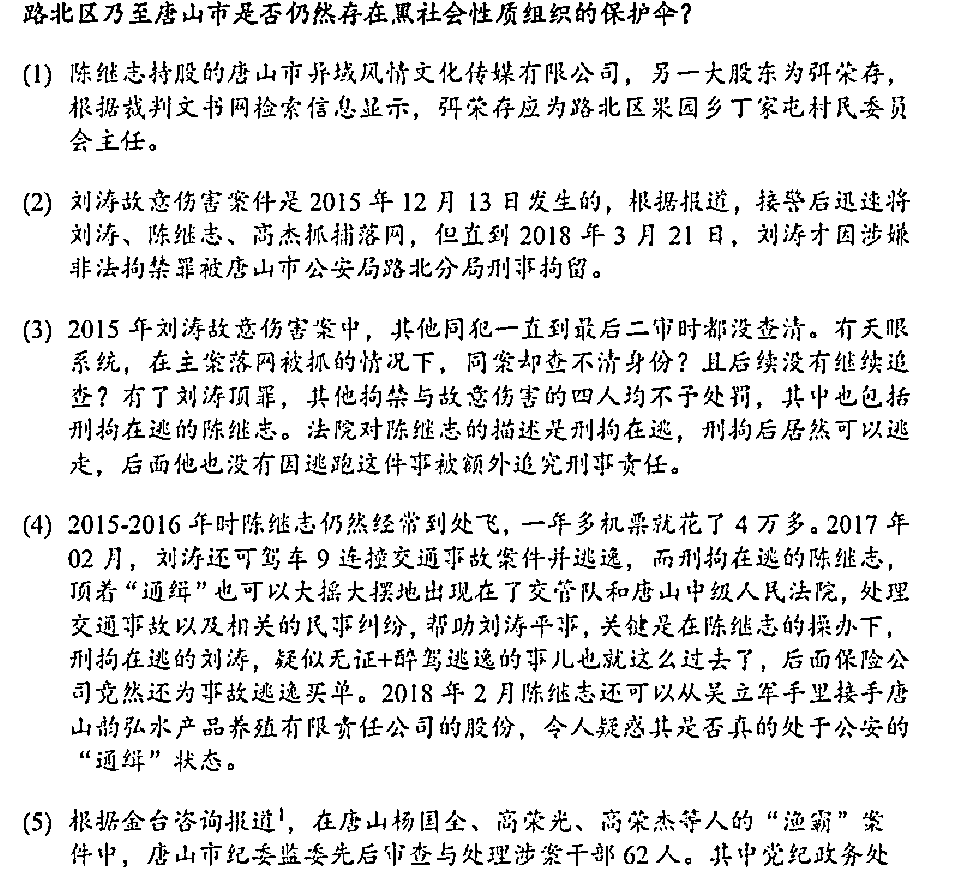 路北区乃至唐山市是否仍然存在黑社会性质组织的保护伞？
(1) 陈继志持股的唐山市异域风情文化传媒有限公司，另一大股东为弭荣存，
根据裁判文书网检索信息显示，弭荣存应为路北区果园乡丁家屯村民委员
会主任。
(2) 刘涛故意伤害案件是 2015 年 12 月 13 日发生的，根据报道，接警后迅速将
刘涛、陈继志、高杰抓捕落网，但直到 2018 年 3 月 21 日，刘涛才因涉嫌
非法拘禁罪被唐山市公安局路北分局刑事拘留。
(3) 2015 年刘涛故意伤害案中，其他同犯一直到最后二审时都没查清。有天眼
系统，在主案落网被抓的情况下，同案却查不清身份？且后续没有继续追
查？有了刘涛顶罪，其他拘禁与故意伤害的四人均不予处罚，其中也包括
刑拘在逃的陈继志。法院对陈继志的描述是刑拘在逃，刑拘后居然可以逃
走，后面他也没有因逃跑这件事被额外追究刑事责任。
(4) 2015-2016 年时陈继志仍然经常到处飞，一年多机票就花了 4 万多。2017 年
02 月，刘涛还可驾车 9 连撞交通事故案件并逃逸，而刑拘在逃的陈继志，
顶着“通缉”也可以大摇大摆地出现在了交管队和唐山中级人民法院，处理
交通事故以及相关的民事纠纷，帮助刘涛平事，关键是在陈继志的操办下，
刑拘在逃的刘涛，疑似无证+醉驾逃逸的事儿也就这么过去了，后面保险公
司竟然还为事故逃逸买单。2018 年 2 月陈继志还可以从吴立军手里接手唐
山韵弘水产品养殖有限责任公司的股份，令人疑惑其是否真的处于公安的
“通缉”状态。
(5) 根据金台咨询报道¹，在唐山杨国全、高荣光、高荣杰等人的“渔霸”案
件中，唐山市纪委监委先后审查与处理涉案干部 62 人。其中党纪政务处